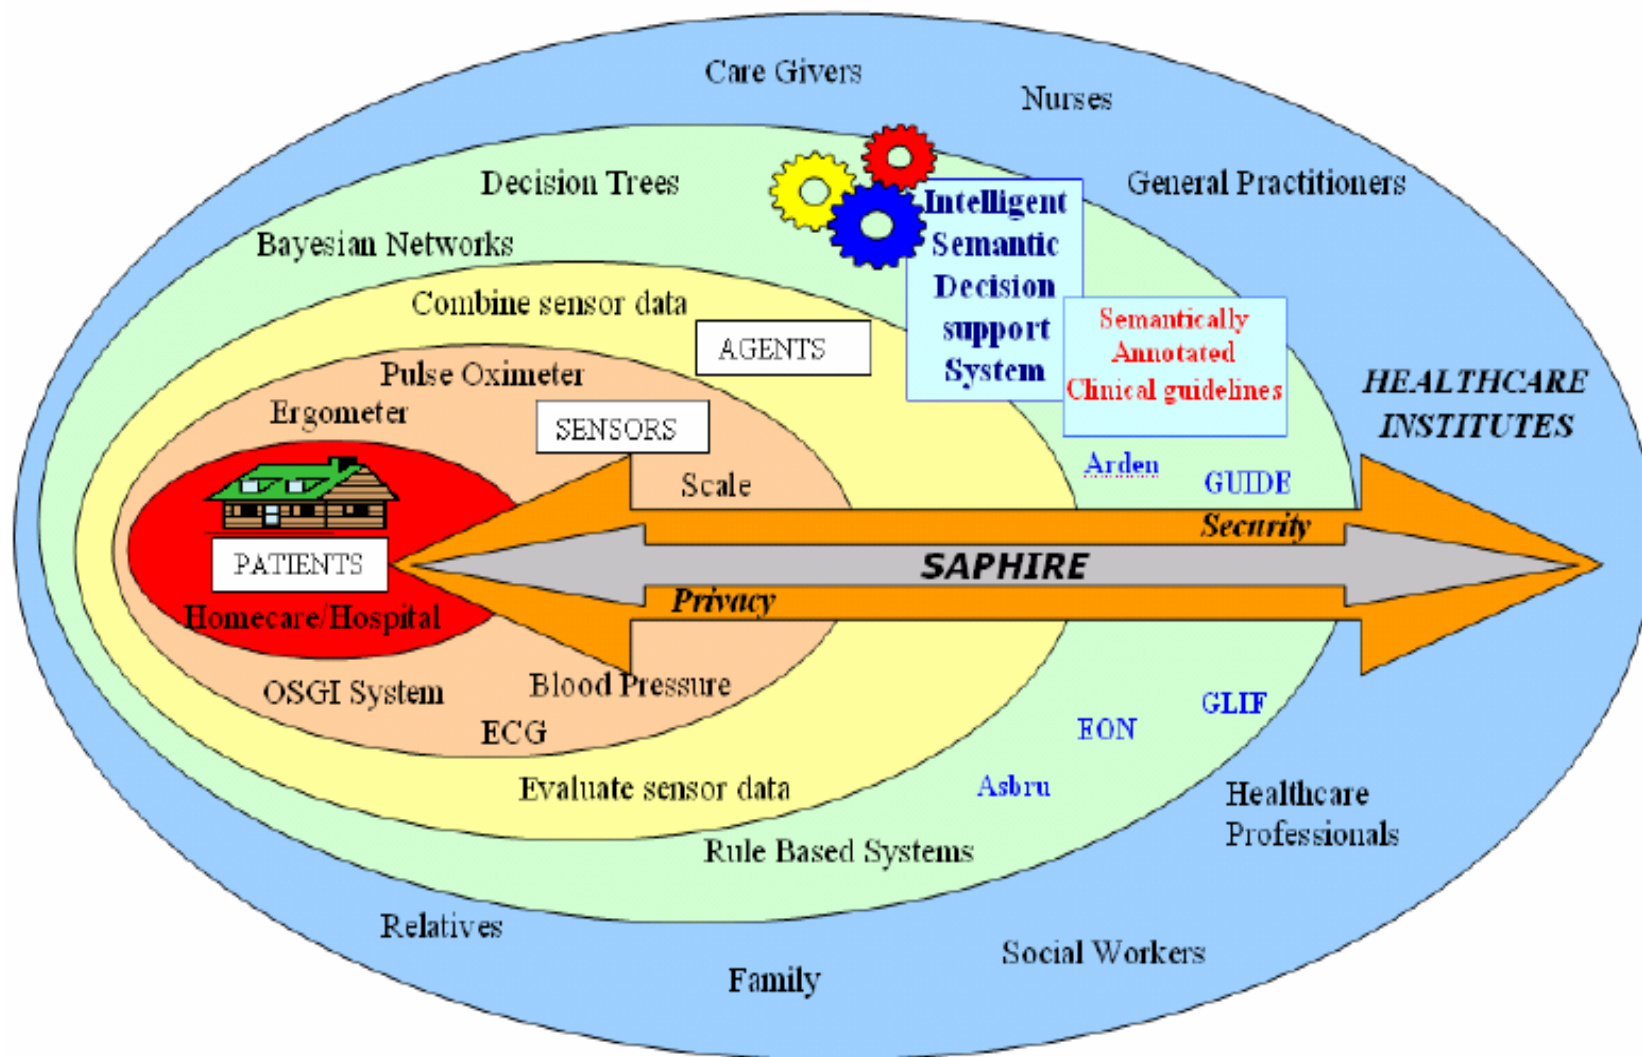 Care Givers
Nurses
Decision Trees
General Practitioners
Bayesian Networks
Intelligent
Semantic
Decision
support
System
Combine sensor data
AGENTS
Semantically
Annotated
Clinical guidelines
Pulse Oximeter
Ergometer
SENSORS
HEALTHCARE
INSTITUTES
Scale
Arden
GUIDE
Security
PATIENTS
SAPHIRE
Privacy
Homecare/Hospital
OSGI System
Blood Pressure
ECG
GLIF
EON
Evaluate sensor data
Asbru
Healthcare
Professionals
Rule Based Systems
Relatives
Social Workers
Family